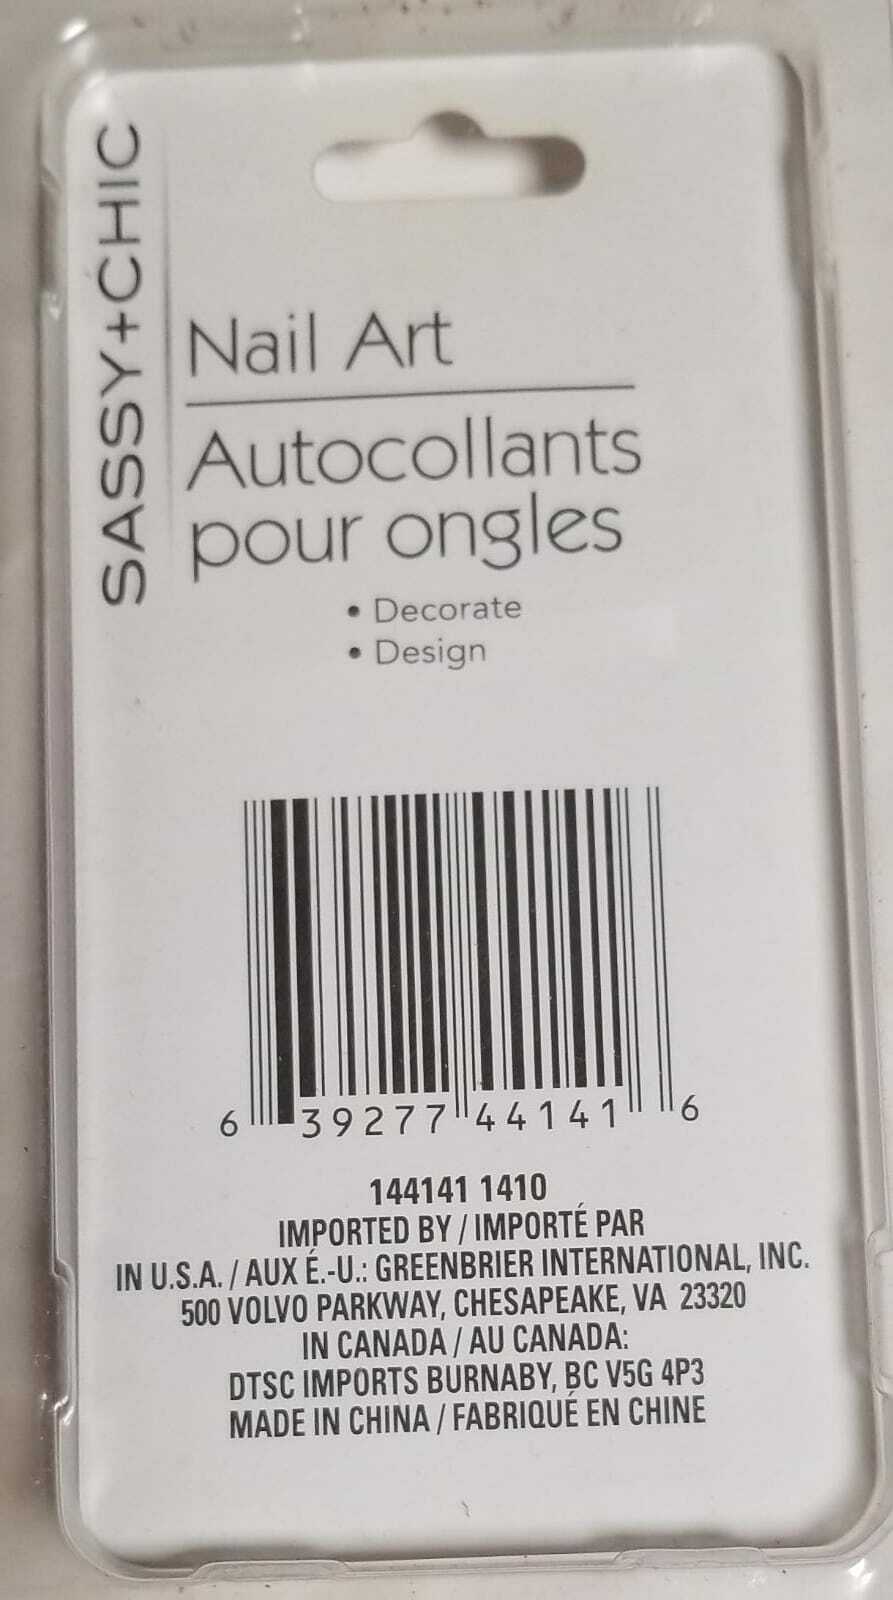 SASSY+CHIC
Nail Art
Autocollants
pour ongles
• Decorate
• Design
6 39277 44141 6
144141 1410
IMPORTED BY / IMPORTÉ PAR
IN U.S.A. / AUX É.-U.: GREENBRIER INTERNATIONAL, INC.
500 VOLVO PARKWAY, CHESAPEAKE, VA 23320
IN CANADA / AU CANADA:
DTSC IMPORTS BURNABY, BC V5G 4P3
MADE IN CHINA / FABRIQUÉ EN CHINE